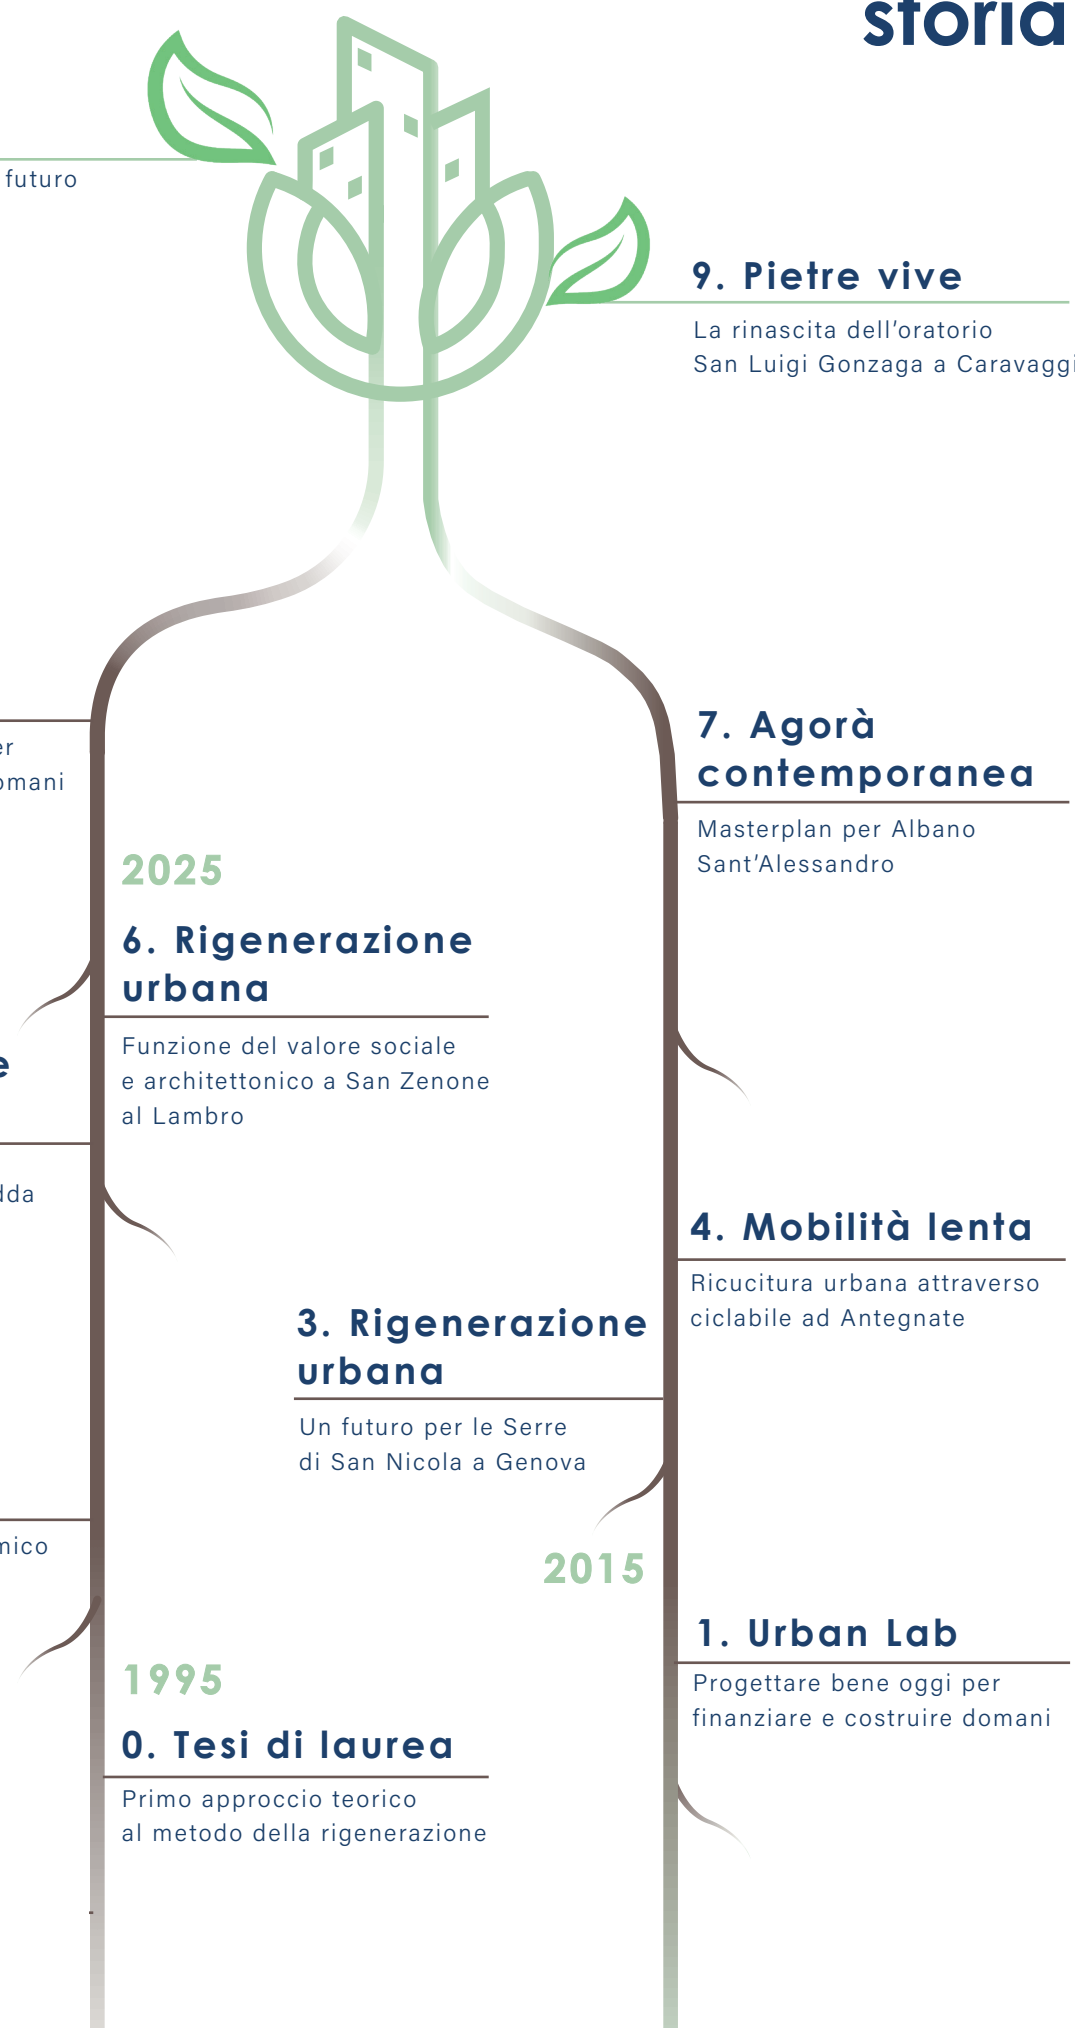 storia
futuro
9. Pietre vive
La rinascita dell'oratorio
San Luigi Gonzaga a
7. Agorà
contemporanea
Masterplan per Albano
Sant'Alessandro
2025
6. Rigenerazione
urbana
Funzione del valore sociale
e architettonico a San Zenone
al Lambro
4. Mobilità lenta
Ricucitura urbana attraverso
ciclabile ad Antegnate
3. Rigenerazione
urbana
Un futuro per le Serre
di San Nicola a Genova
2015
1. Urban Lab
Progettare bene oggi per
finanziare e costruire domani
1995
0. Tesi di laurea
Primo approccio teorico
al metodo della rigenerazione